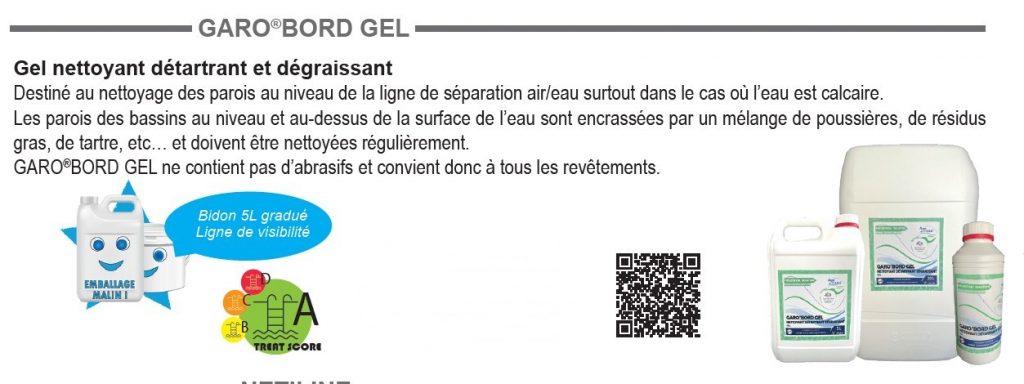 GARO®BORD GEL
Gel nettoyant détartrant et dégraissant
Destiné au nettoyage des parois au niveau de la ligne de séparation air/eau surtout dans le cas où l'eau est calcaire.
Les parois des bassins au niveau et au-dessus de la surface de l'eau sont encrassées par un mélange de poussières, de résidus
gras, de tartre, etc… et doivent être nettoyées régulièrement.
GARO®BORD GEL ne contient pas d'abrasifs et convient donc à tous les revêtements.
Bidon 5L gradué
Ligne de visibilité
EMBALLAGE
MALIN !
D
C
B
A
TREAT SCORE
GARO'BORD GEL
NETTOYANT DÉTARTRANT DÉGRAISSANT
GARO'BORD GEL
NETTOYANT DÉTARTRANT DÉGRAISSANT
GARO'BORD GEL